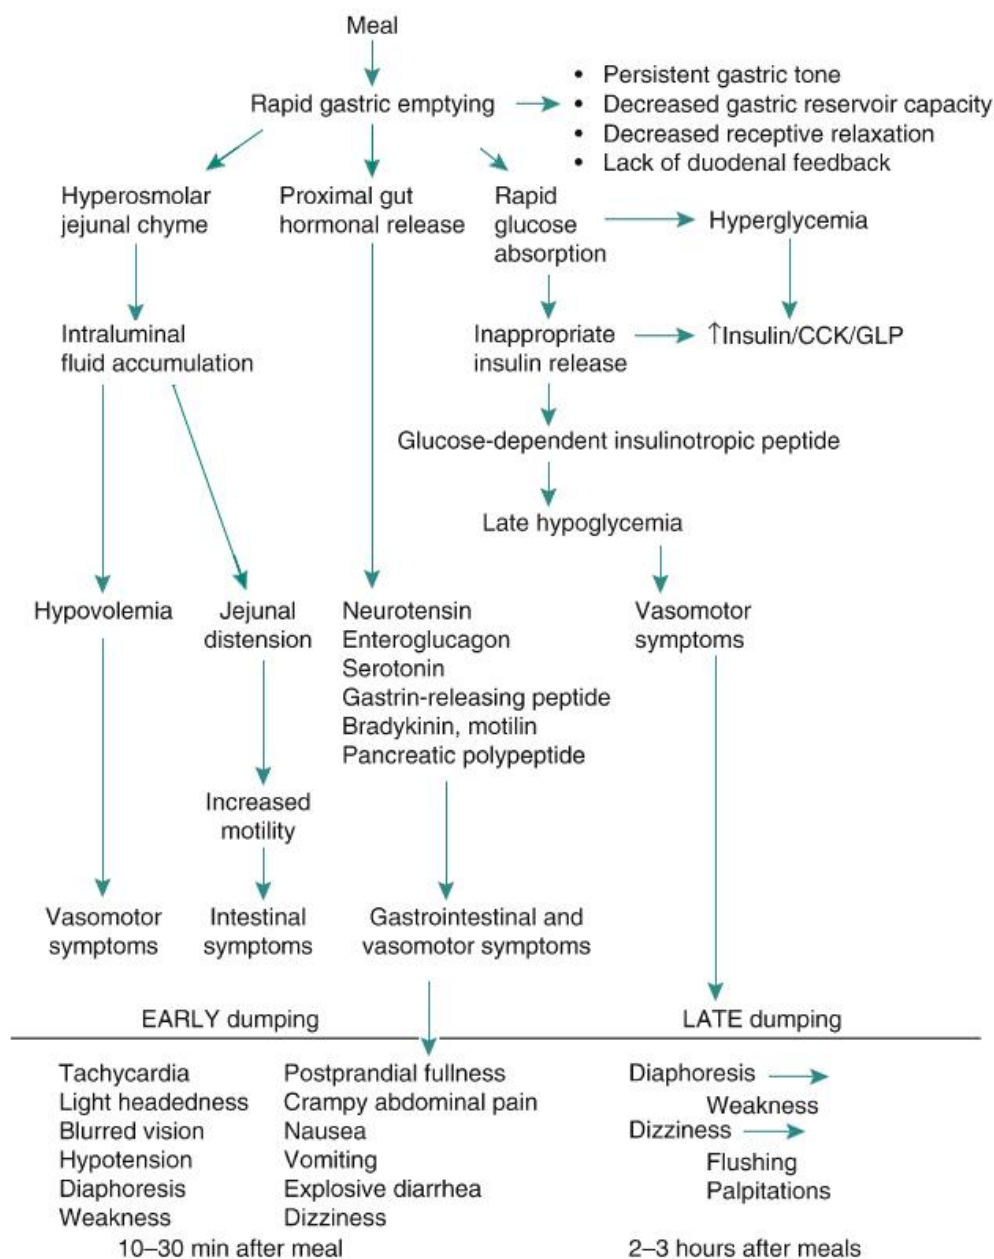 Meal
Rapid gastric emptying
• Persistent gastric tone
• Decreased gastric reservoir capacity
• Decreased receptive relaxation
• Lack of duodenal feedback
Hyperosmolar
jejunal chyme
Proximal gut
hormonal release
Rapid
glucose
absorption
Hyperglycemia
Intraluminal
fluid accumulation
Inappropriate
insulin release
↑Insulin/CCK/GLP
Glucose-dependent insulinotropic peptide
Late hypoglycemia
Hypovolemia
Jejunal
distension
Neurotensin
Enteroglucagon
Serotonin
Gastrin-releasing peptide
Bradykinin, motilin
Pancreatic polypeptide
Vasomotor
symptoms
Increased
motility
Vasomotor
symptoms
Intestinal
symptoms
Gastrointestinal and
vasomotor symptoms
EARLY dumping
LATE dumping
Tachycardia
Light headedness
Blurred vision
Hypotension
Diaphoresis
Weakness
Postprandial fullness
Crampy abdominal pain
Nausea
Vomiting
Explosive diarrhea
Dizziness
10–30 min after meal
Diaphoresis
Weakness
Dizziness
Flushing
Palpitations
2–3 hours after meals